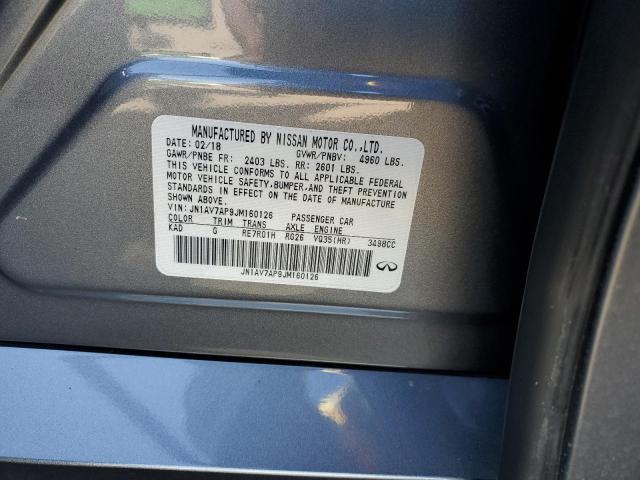 MANUFACTURED BY NISSAN MOTOR CO.,LTD.
DATE: 02/18 GVWR/PNBV: 4960 LBS.
GAWR/PNBE FR: 2403 LBS. RR: 2601 LBS.
THIS VEHICLE CONFORMS TO ALL APPLICABLE FEDERAL
MOTOR VEHICLE SAFETY,BUMPER,AND THEFT PREVENTION
STANDARDS IN EFFECT ON THE DATE OF MANUFACTURE
SHOWN ABOVE.
VIN: JN1AV7AP9JM160126 PASSENGER CAR
COLOR TRIM TRANS AXLE ENGINE
KAD G RE7R01H RG26 VQ35(HR) 3498CC
JN1AV7AP9JM160126